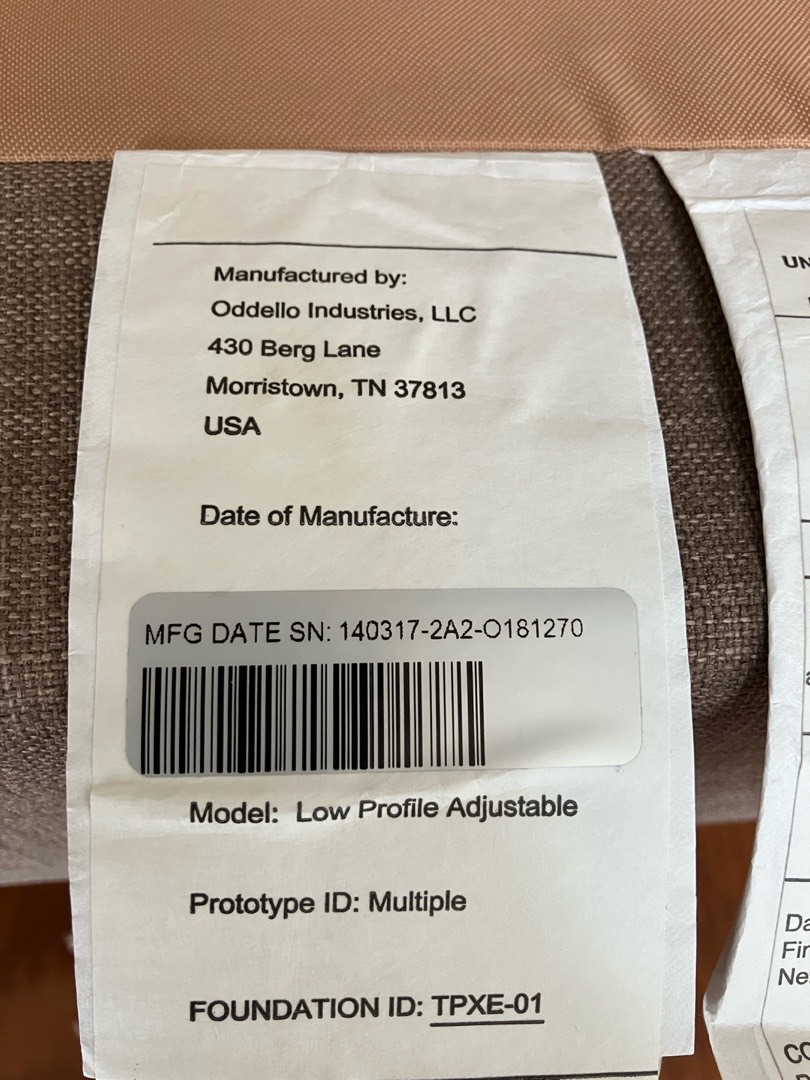 Manufactured by:
Oddello Industries, LLC
430 Berg Lane
Morristown, TN 37813
USA
Date of Manufacture:
MFG DATE SN: 140317-2A2-O181270
Model: Low Profile Adjustable
Prototype ID: Multiple
FOUNDATION ID: TPXE-01